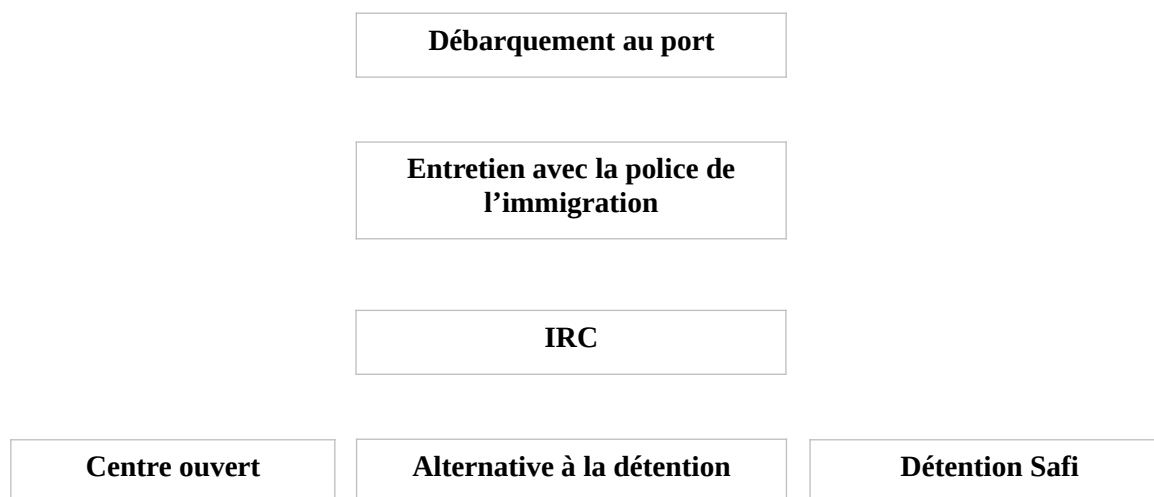 Débarquement au port
Entretien avec la police de
l’immigration
IRC
Centre ouvert
Alternative à la détention
Détention Safi